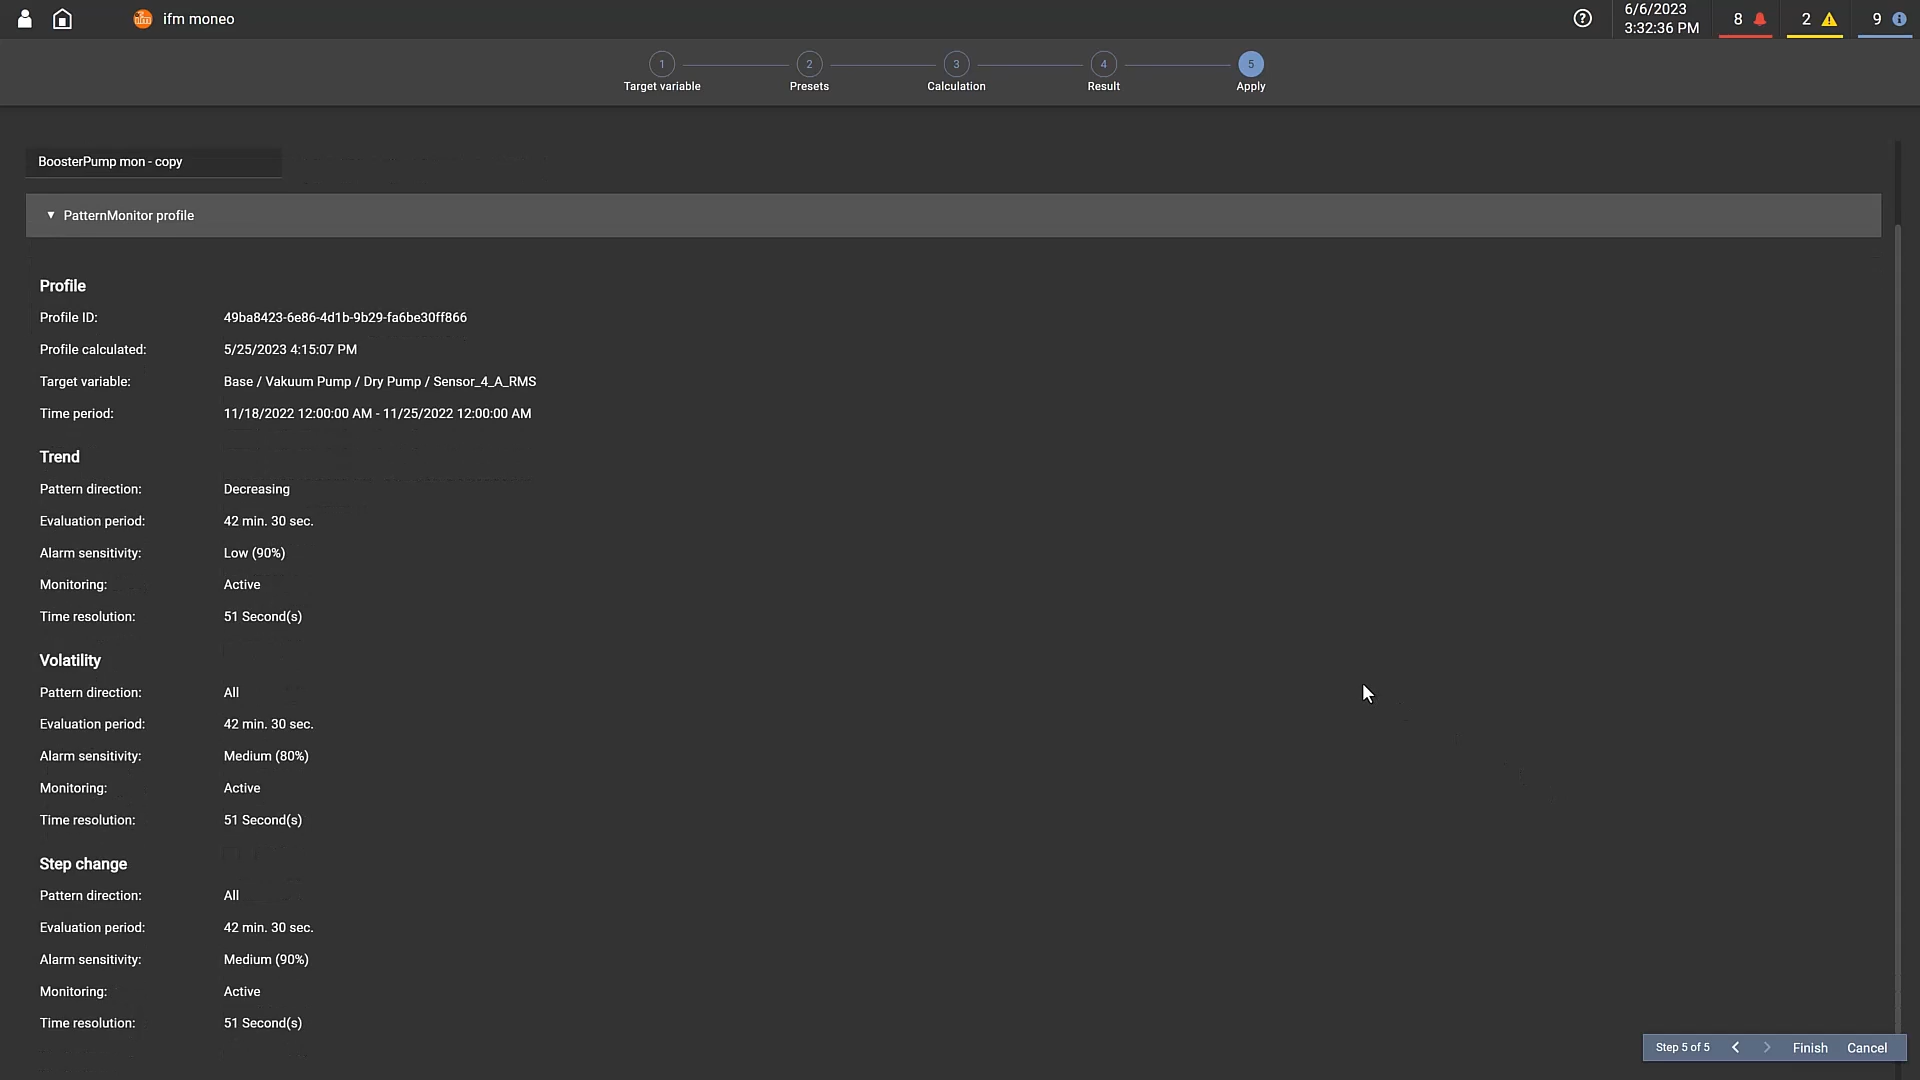 ifm moneo
6/6/2023
3:32:36 PM
8
2
9
1
2
3
4
5
Target variable
Presets
Calculation
Result
Apply
BoosterPump mon - copy
PatternMonitor profile
Profile
Profile ID: 49ba8423-6e86-4d1b-9b29-fa6be30ff866
Profile calculated: 5/25/2023 4:15:07 PM
Target variable: Base / Vakuum Pump / Dry Pump / Sensor_4_A_RMS
Time period: 11/18/2022 12:00:00 AM - 11/25/2022 12:00:00 AM
Trend
Pattern direction: Decreasing
Evaluation period: 42 min. 30 sec.
Alarm sensitivity: Low (90%)
Monitoring: Active
Time resolution: 51 Second(s)
Volatility
Pattern direction: All
Evaluation period: 42 min. 30 sec.
Alarm sensitivity: Medium (80%)
Monitoring: Active
Time resolution: 51 Second(s)
Step change
Pattern direction: All
Evaluation period: 42 min. 30 sec.
Alarm sensitivity: Medium (90%)
Monitoring: Active
Time resolution: 51 Second(s)
Step 5 of 5 Finish Cancel